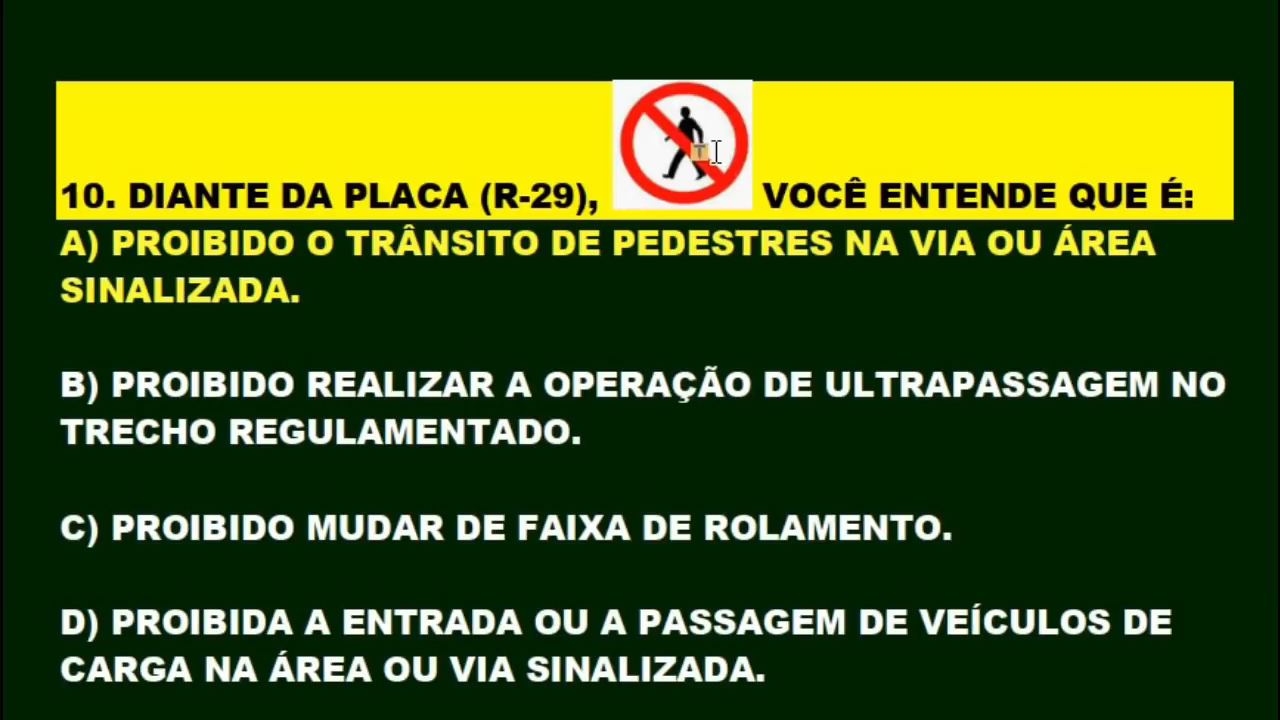 10. DIANTE DA PLACA (R-29), VOCÊ ENTENDE QUE É:
A) PROIBIDO O TRÂNSITO DE PEDESTRES NA VIA OU ÁREA
SINALIZADA.
B) PROIBIDO REALIZAR A OPERAÇÃO DE ULTRAPASSAGEM NO
TRECHO REGULAMENTADO.
C) PROIBIDO MUDAR DE FAIXA DE ROLAMENTO.
D) PROIBIDA A ENTRADA OU A PASSAGEM DE VEÍCULOS DE
CARGA NA ÁREA OU VIA SINALIZADA.